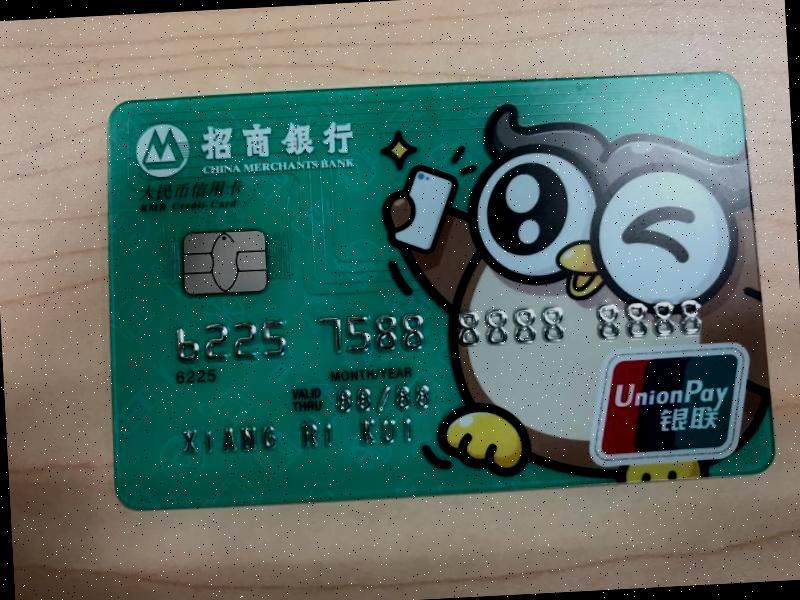 招商银行
CHINA MERCHANTS BANK
人民币信用卡
RMB Credit Card
6225 7588 8888 8888
6225
MONTH/YEAR
VALID THRU 88/88
XIANG RI KUI
UnionPay
银联